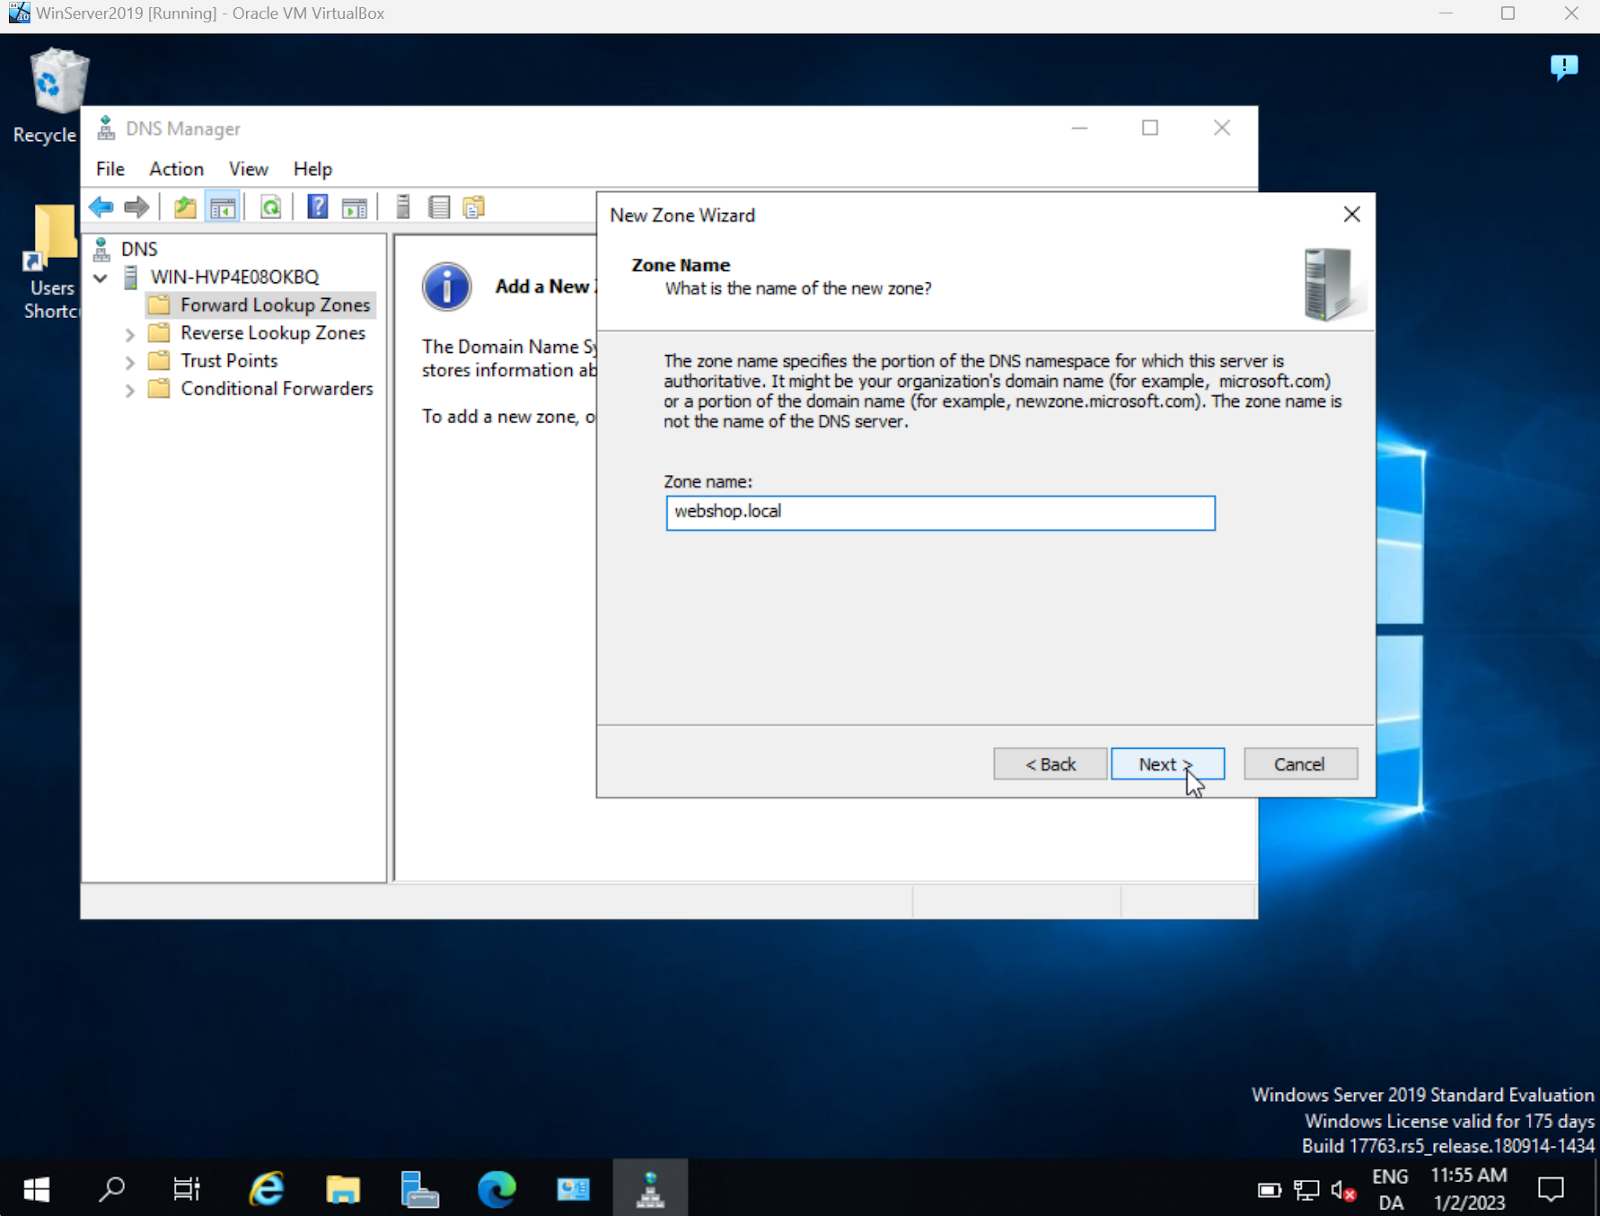 WinServer2019 [Running] - Oracle VM VirtualBox
Recycle
DNS Manager
File Action View Help
Users
Shortc
DNS
WIN-HVP4E08OKBQ
Forward Lookup Zones
Reverse Lookup Zones
Trust Points
Conditional Forwarders
Add a New
The Domain Name Sy
stores information ab
To add a new zone, o
New Zone Wizard
Zone Name
What is the name of the new zone?
The zone name specifies the portion of the DNS namespace for which this server is
authoritative. It might be your organization's domain name (for example, microsoft.com)
or a portion of the domain name (for example, newzone.microsoft.com). The zone name is
not the name of the DNS server.
Zone name:
webshop.local
< Back
Next >
Cancel
Windows Server 2019 Standard Evaluation
Windows License valid for 175 days
Build 17763.rs5_release.180914-1434
ENG
DA
11:55 AM
1/2/2023